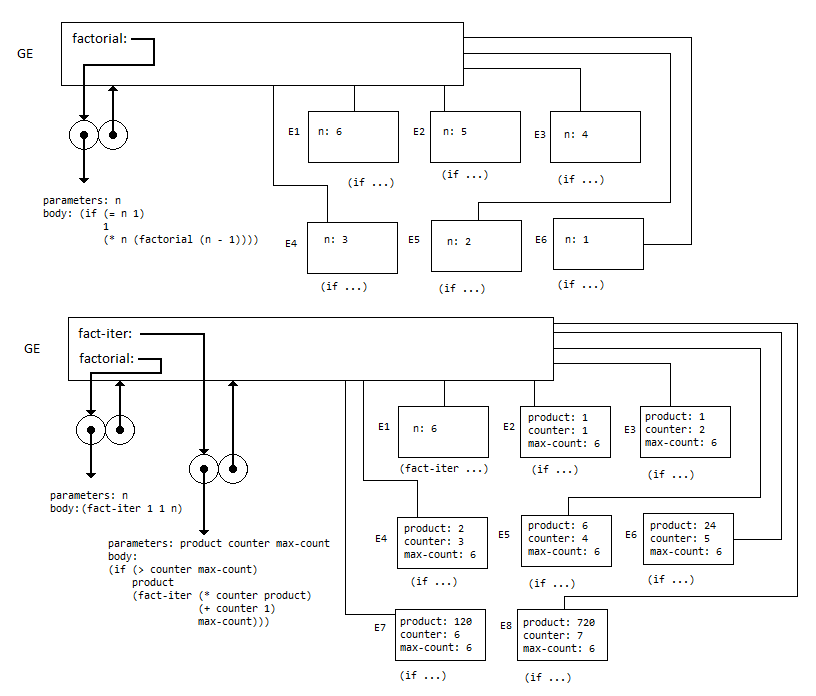 factorial:
GE
E1
n: 6
E2
n: 5
E3
n: 4
(if ...)
(if ...)
(if ...)
parameters: n
body: (if (= n 1)
1
(* n (factorial (n - 1))))
E4
n: 3
E5
n: 2
E6
n: 1
(if ...)
(if ...)
(if ...)
fact-iter:
GE
factorial:
E1
n: 6
(fact-iter ...)
E2
product: 1
counter: 1
max-count: 6
(if ...)
E3
product: 1
counter: 2
max-count: 6
(if ...)
parameters: n
body:(fact-iter 1 1 n)
parameters: product counter max-count
body:
(if (> counter max-count)
product
(fact-iter (* counter product)
(+ counter 1)
max-count)))
E4
product: 2
counter: 3
max-count: 6
(if ...)
E5
product: 6
counter: 4
max-count: 6
(if ...)
E6
product: 24
counter: 5
max-count: 6
(if ...)
E7
product: 120
counter: 6
max-count: 6
(if ...)
E8
product: 720
counter: 7
max-count: 6
(if ...)